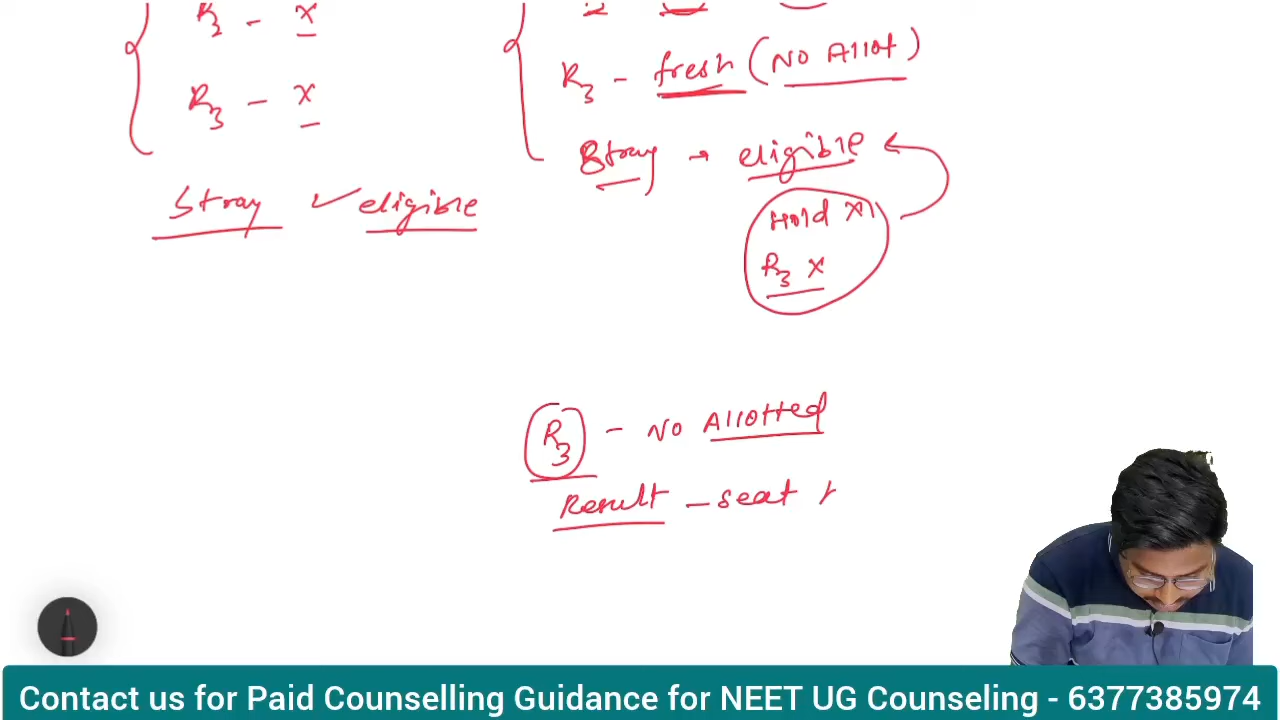 R2 - x
R3 - x
Stray ✓ eligible
R3 - fresh (No Allot)
Stray → eligible
Hold x
R3 x
R3 - No Allotted
Result - seat
Contact us for Paid Counselling Guidance for NEET UG Counseling - 6377385974